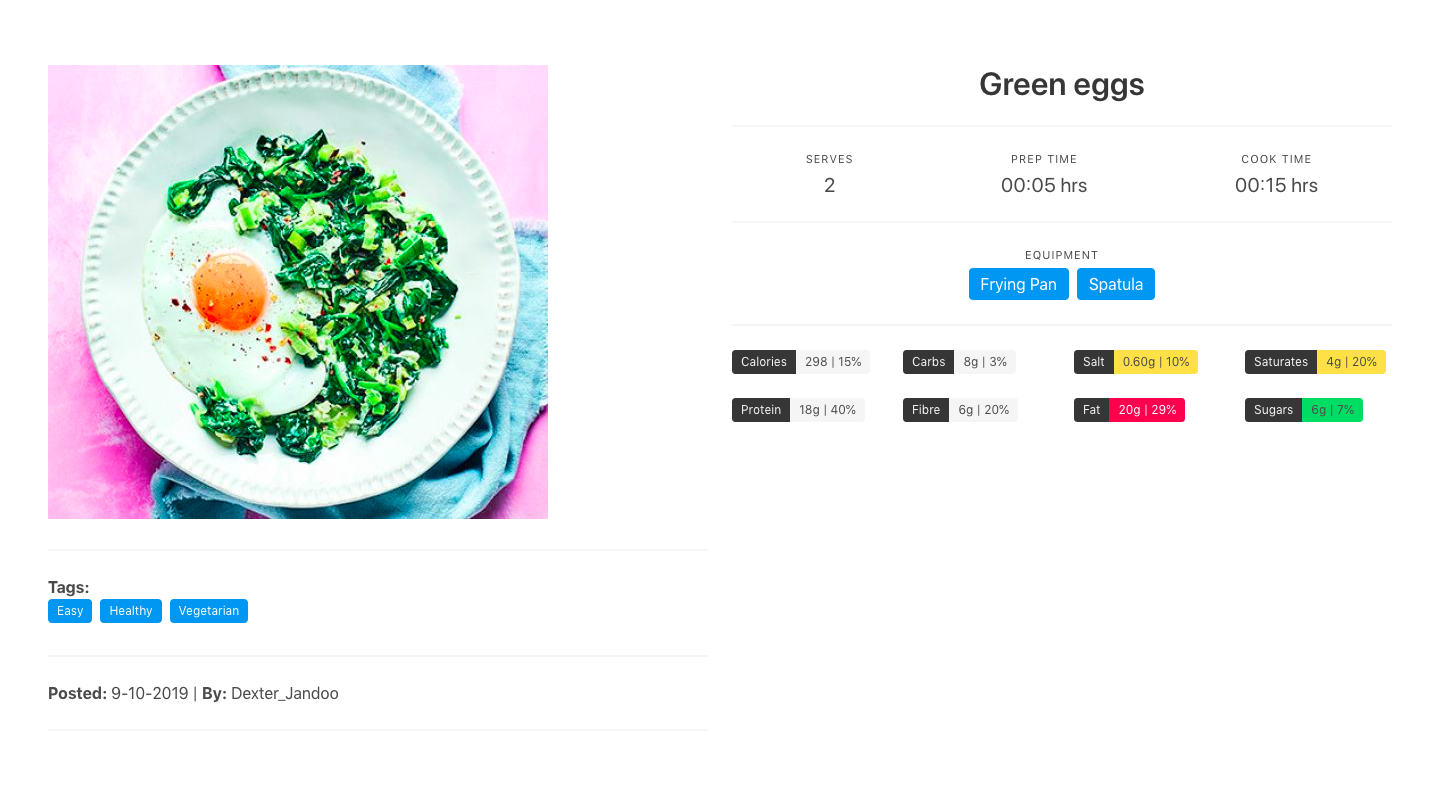 Green eggs
SERVES PREP TIME COOK TIME
2 00:05 hrs 00:15 hrs
EQUIPMENT
Frying Pan Spatula
Calories 298 | 15% Carbs 8g | 3% Salt 0.60g | 10% Saturates 4g | 20%
Protein 18g | 40% Fibre 6g | 20% Fat 20g | 29% Sugars 6g | 7%
Tags:
Easy Healthy Vegetarian
Posted: 9-10-2019 | By: Dexter_Jandoo